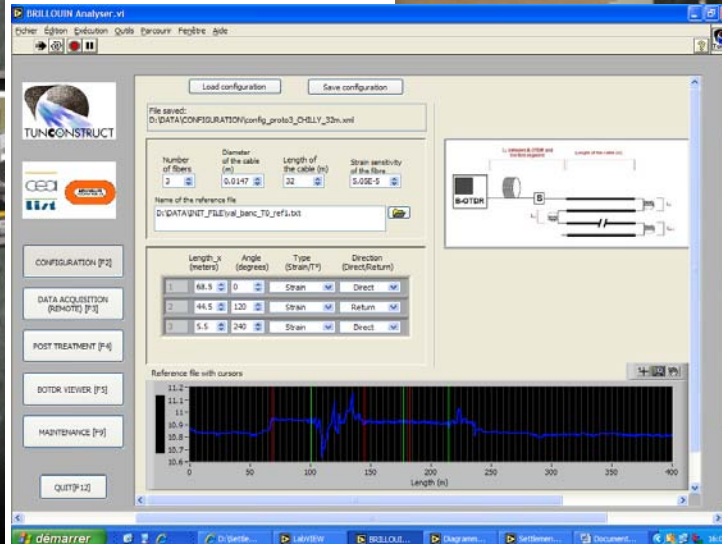 BRILLOUIN Analyser.vi
Fichier Édition Exécution Outils Parcourir Fenêtre Aide
Load configuration Save configuration
File saved:
D:\DATA\CONFIGURATION\config_proto3_CHILLY_32m.xml
TUNCONSTRUCT
Number of fibers
Diameter of the cable (m)
Length of the cable (m)
Strain sensitivity of the fibre
3 0.0147 32 5.05E-5
Name of the reference file
D:\DATA\INIT_FILE\val_banc_T0_ref1.txt
cea
list
B-OTDR
S
CONFIGURATION [F2]
DATA ACQUISITION
(REMOTE) [F3]
POST TREATMENT [F4]
BOTDR VIEWER [F5]
MAINTENANCE [F9]
QUIT[F12]
Length_x (meters) Angle (degrees) Type (Strain/T°) Direction (Direct/Return)
1 68.5 0 Strain Direct
2 44.5 120 Strain Return
3 5.5 240 Strain Direct
Reference file with cursors
11.2
11.1
11
10.9
10.8
10.7
10.6
0 50 100 150 200 250 300 350 400
Length (m)
démarrer D:\Settle... LabVIEW BRILLOUI... Diagramm... Settlemen... Document...